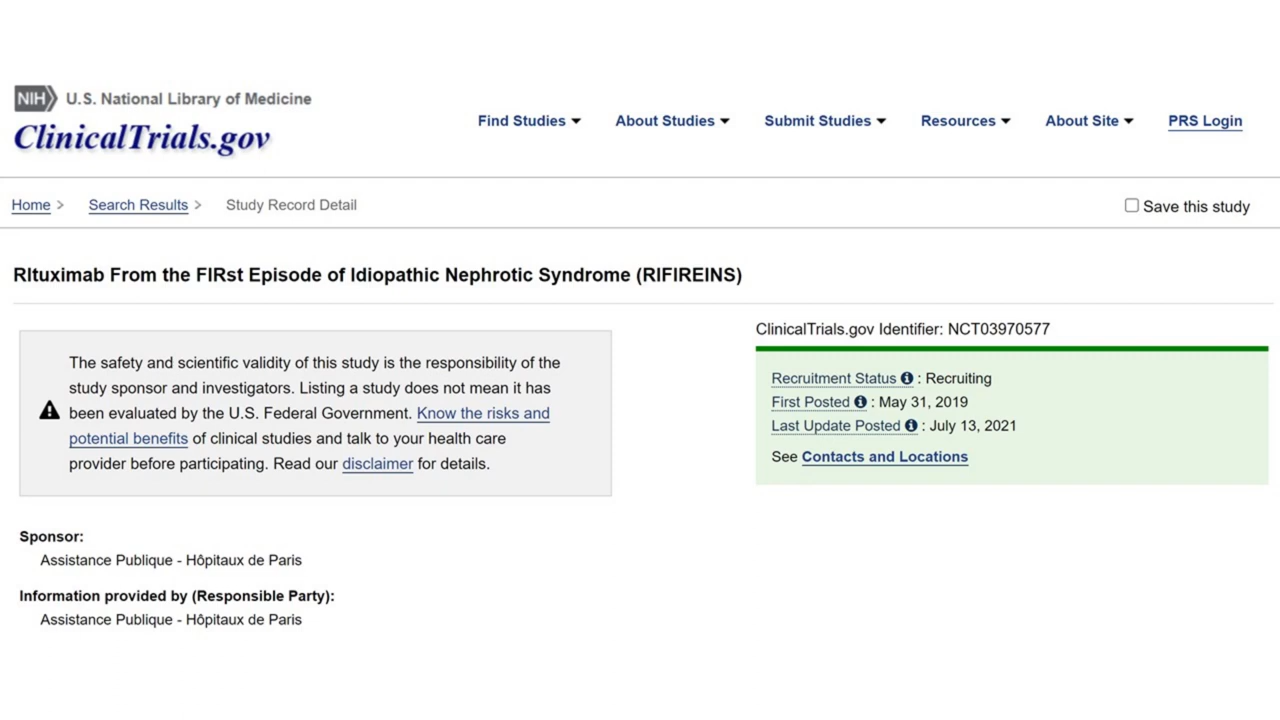 NIH U.S. National Library of Medicine
ClinicalTrials.gov
Find Studies About Studies Submit Studies Resources About Site PRS Login
Home > Search Results > Study Record Detail
Save this study
RItuximab From the FIRst Episode of Idiopathic Nephrotic Syndrome (RIFIREINS)
The safety and scientific validity of this study is the responsibility of the
study sponsor and investigators. Listing a study does not mean it has
been evaluated by the U.S. Federal Government. Know the risks and
potential benefits of clinical studies and talk to your health care
provider before participating. Read our disclaimer for details.
ClinicalTrials.gov Identifier: NCT03970577
Recruitment Status : Recruiting
First Posted : May 31, 2019
Last Update Posted : July 13, 2021
See Contacts and Locations
Sponsor:
Assistance Publique - Hôpitaux de Paris
Information provided by (Responsible Party):
Assistance Publique - Hôpitaux de Paris